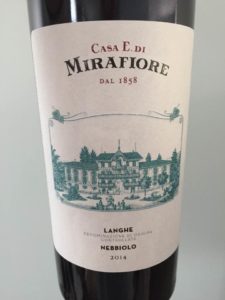 CASA E. DI
MIRAFIORE
DAL 1858
LANGHE
DENOMINAZIONE DI ORIGINE
CONTROLLATA
NEBBIOLO
2014